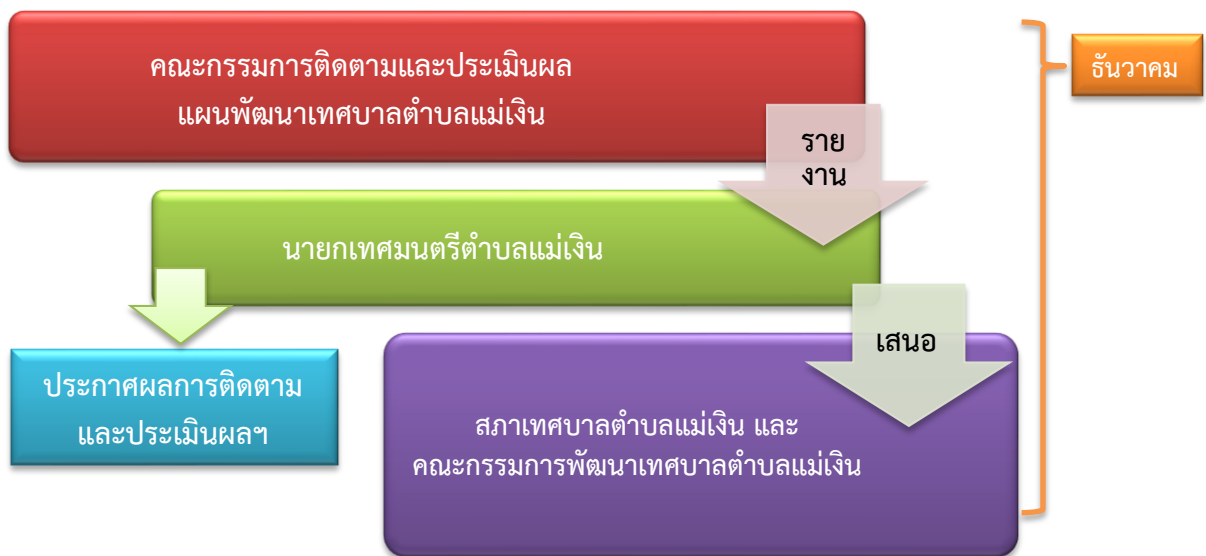 คณะกรรมการติดตามและประเมินผล
แผนพัฒนาเทศบาลตำบลแม่เงิน
ธันวาคม
ราย
งาน
นายกเทศมนตรีตำบลแม่เงิน
เสนอ
ประกาศผลการติดตาม
และประเมินผลฯ
สภาเทศบาลตำบลแม่เงิน และ
คณะกรรมการพัฒนาเทศบาลตำบลแม่เงิน